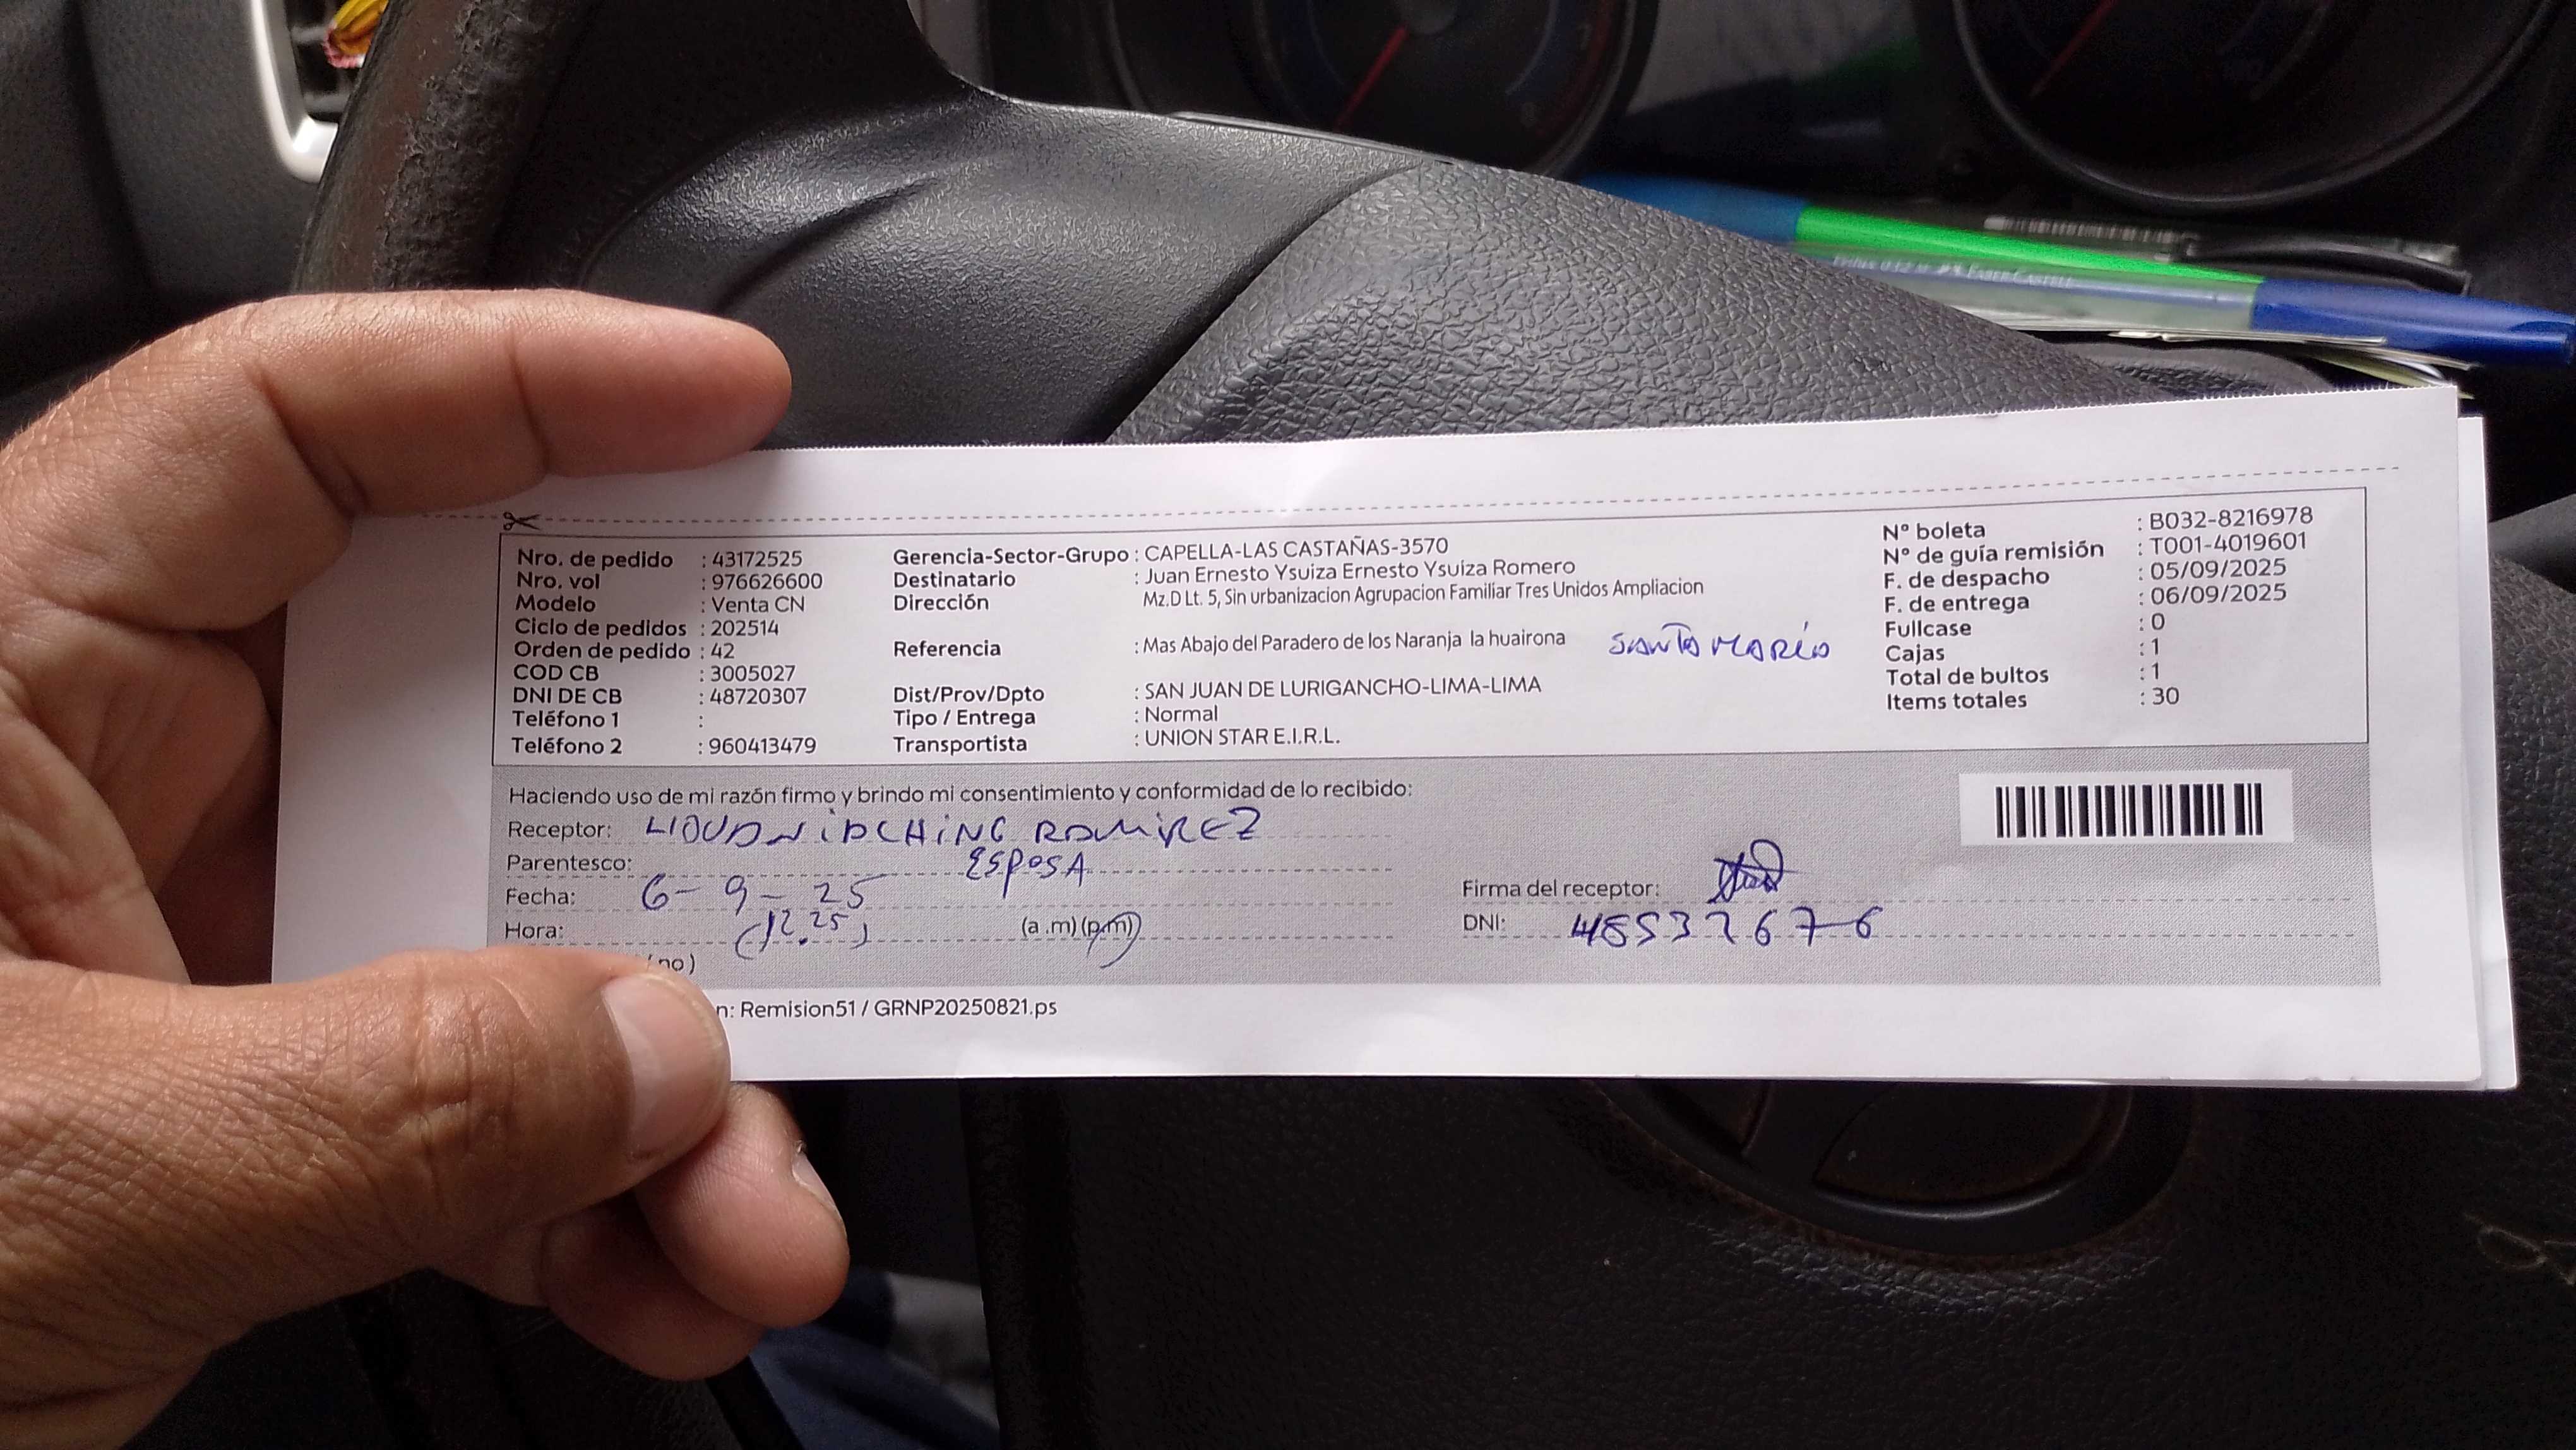 Nro. de pedido : 43172525
Nro. vol : 976626600
Modelo : Venta CN
Ciclo de pedidos : 202514
Orden de pedido : 42
COD CB : 3005027
DNI DE CB : 48720307
Teléfono 1 :
Teléfono 2 : 960413479
Gerencia-Sector-Grupo : CAPELLA-LAS CASTAÑAS-3570
Destinatario : Juan Ernesto Ysuiza Ernesto Ysuiza Romero
Dirección : Mz.D Lt. 5, Sin urbanizacion Agrupacion Familiar Tres Unidos Ampliacion
Referencia : Mas Abajo del Paradero de los Naranja la huairona
SANTA MARÍA
Dist/Prov/Dpto : SAN JUAN DE LURIGANCHO-LIMA-LIMA
Tipo / Entrega : Normal
Transportista : UNION STAR E.I.R.L.
N° boleta : B032-8216978
N° de guía remisión : T001-4019601
F. de despacho : 05/09/2025
F. de entrega : 06/09/2025
Fullcase : 0
Cajas : 1
Total de bultos : 1
Items totales : 30
Haciendo uso de mi razón firmo y brindo mi consentimiento y conformidad de lo recibido:
Receptor: RAMIREZ
Parentesco: ESPOSA
Fecha: 6-9-25
Hora: (12.25) (a.m) (p.m)
Firma del receptor:
DNI:
no)
n: Remision51 / GRNP20250821.ps
FABER CASTELL